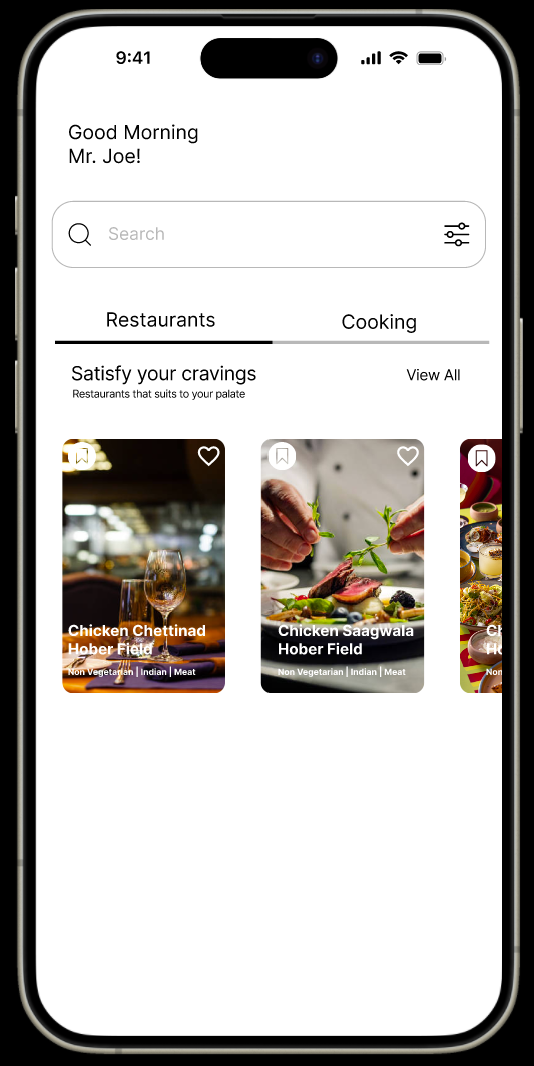 9:41
Good Morning
Mr. Joe!
Search
Restaurants
Cooking
Satisfy your cravings
View All
Restaurants that suits to your palate
Chicken Chettinad
Hober Field
Non Vegetarian | Indian | Meat
Chicken Saagwala
Hober Field
Non Vegetarian | Indian | Meat